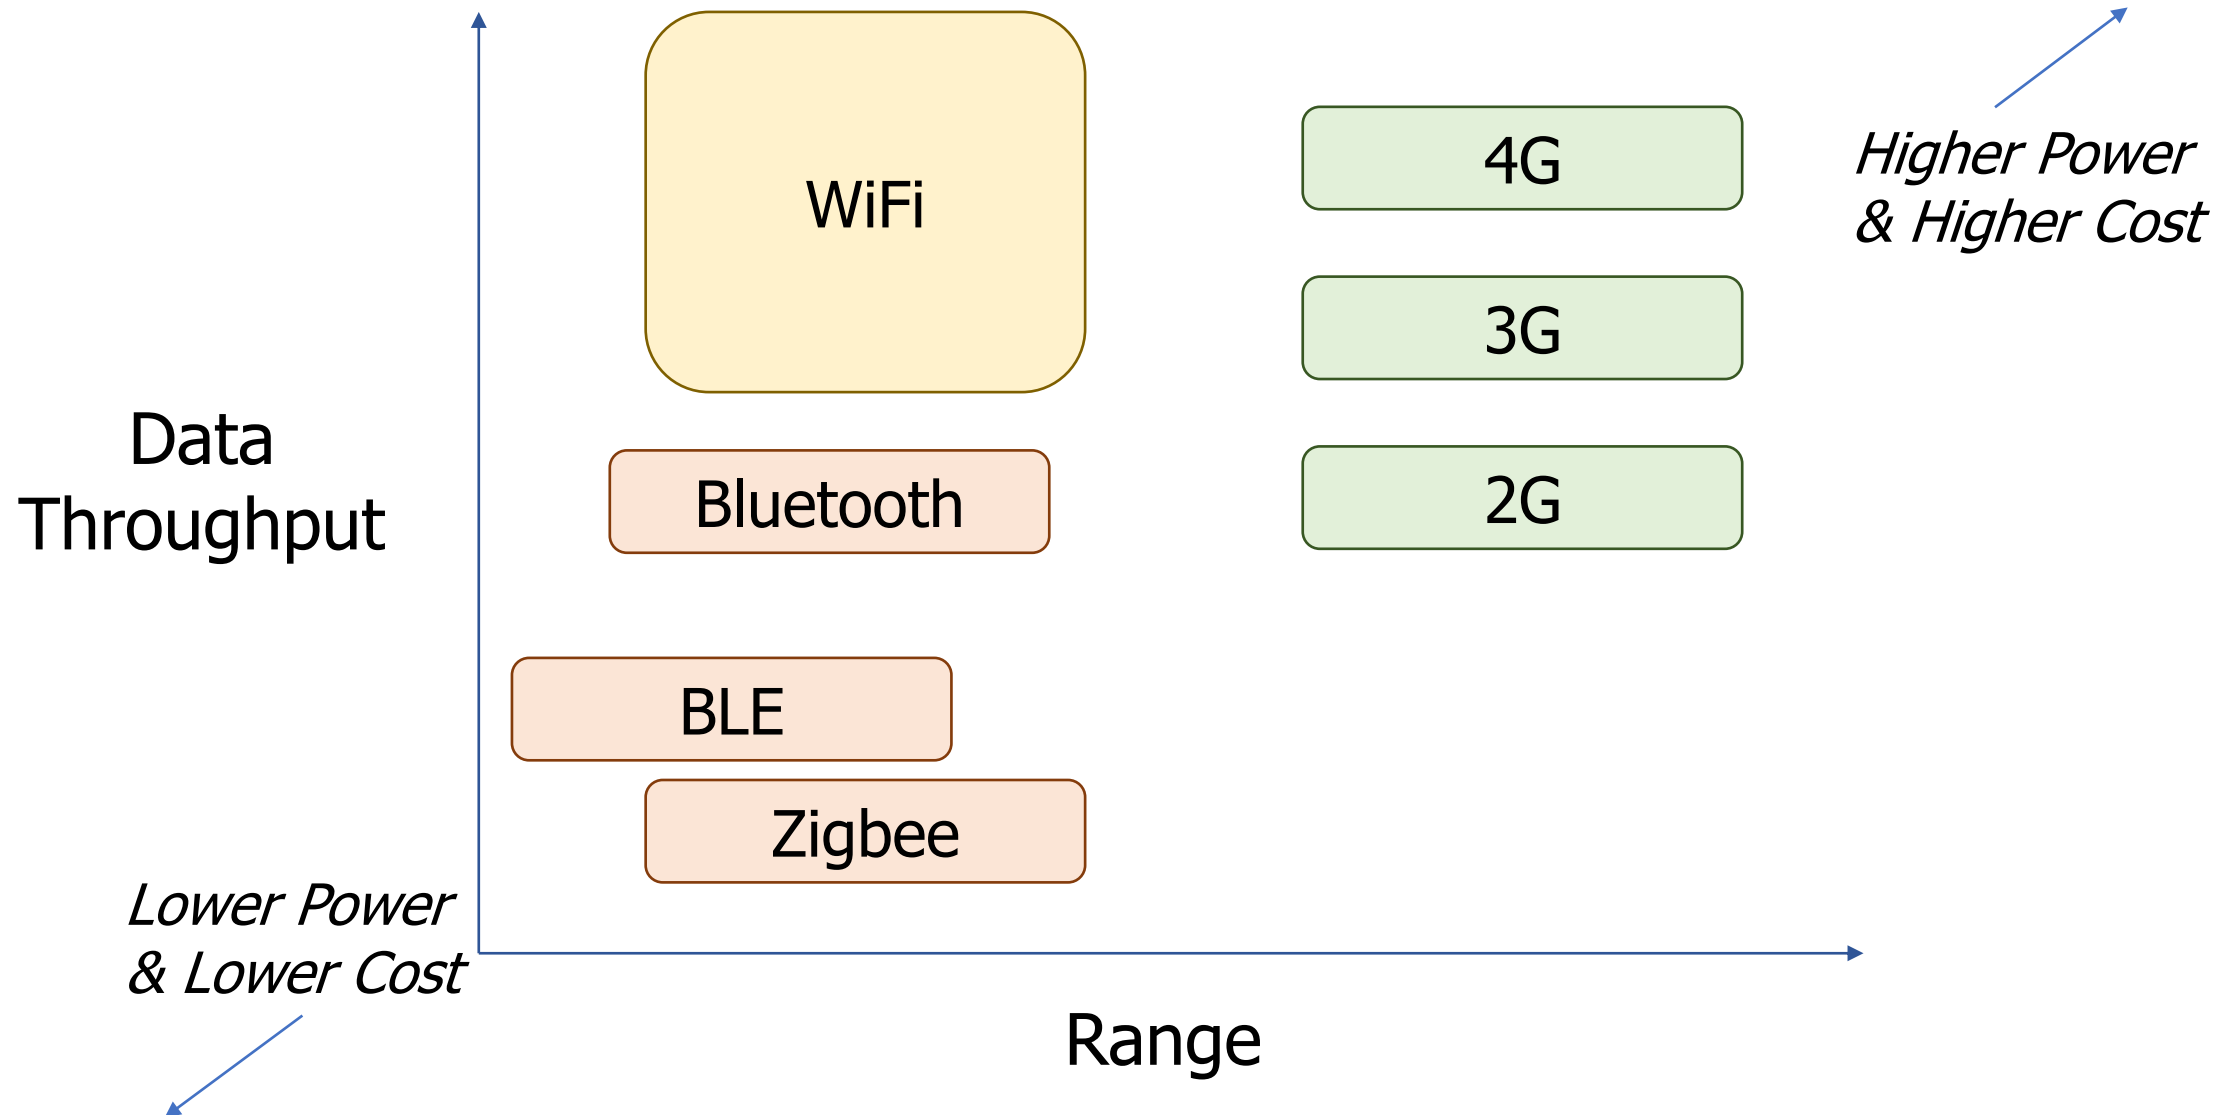 WiFi
4G
Higher Power
& Higher Cost
3G
Data
Throughput
Bluetooth
2G
BLE
Zigbee
Lower Power
& Lower Cost
Range